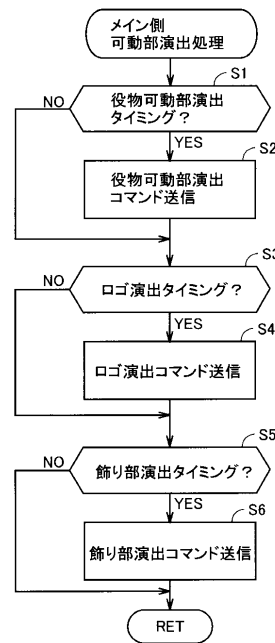 メイン側
可動部演出処理
S1
役物可動部演出
タイミング？
NO
YES
S2
役物可動部演出
コマンド送信
S3
ロゴ演出タイミング？
NO
YES
S4
ロゴ演出コマンド送信
S5
飾り部演出タイミング？
NO
YES
S6
飾り部演出コマンド送信
RET